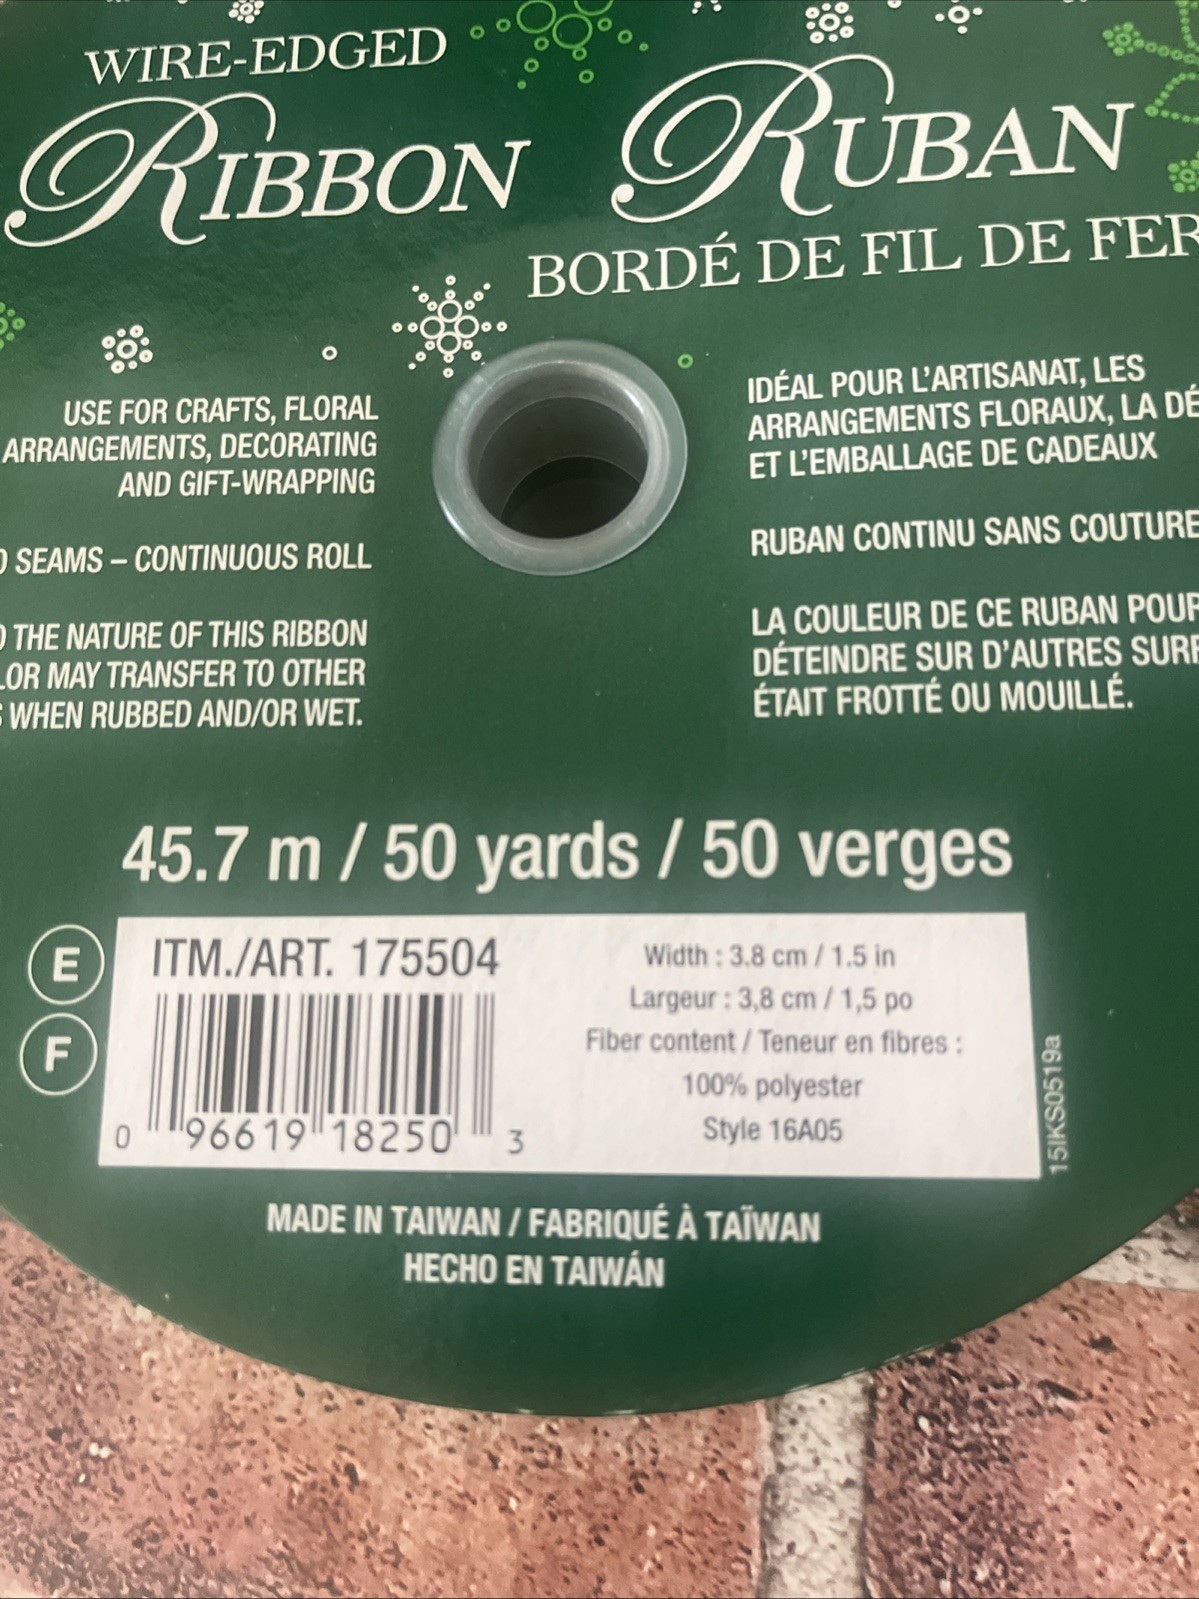 WIRE-EDGED
RIBBON
RUBAN
BORDÉ DE FIL DE FER
USE FOR CRAFTS, FLORAL
ARRANGEMENTS, DECORATING
AND GIFT-WRAPPING
SEAMS – CONTINUOUS ROLL
THE NATURE OF THIS RIBBON
MAY TRANSFER TO OTHER
WHEN RUBBED AND/OR WET.
IDÉAL POUR L'ARTISANAT, LES
ARRANGEMENTS FLORAUX, LA
ET L'EMBALLAGE DE CADEAUX
RUBAN CONTINU SANS COUTURE
LA COULEUR DE CE RUBAN
DÉTEINDRE SUR D'AUTRES
ÉTAIT FROTTÉ OU MOUILLÉ.
45.7 m / 50 yards / 50 verges
E
F
ITM./ART. 175504
0 96619 18250 3
Width : 3.8 cm / 1.5 in
Largeur : 3,8 cm / 1,5 po
Fiber content / Teneur en fibres :
100% polyester
Style 16A05
15IKS0519a
MADE IN TAIWAN / FABRIQUÉ À TAÏWAN
HECHO EN TAIWÁN